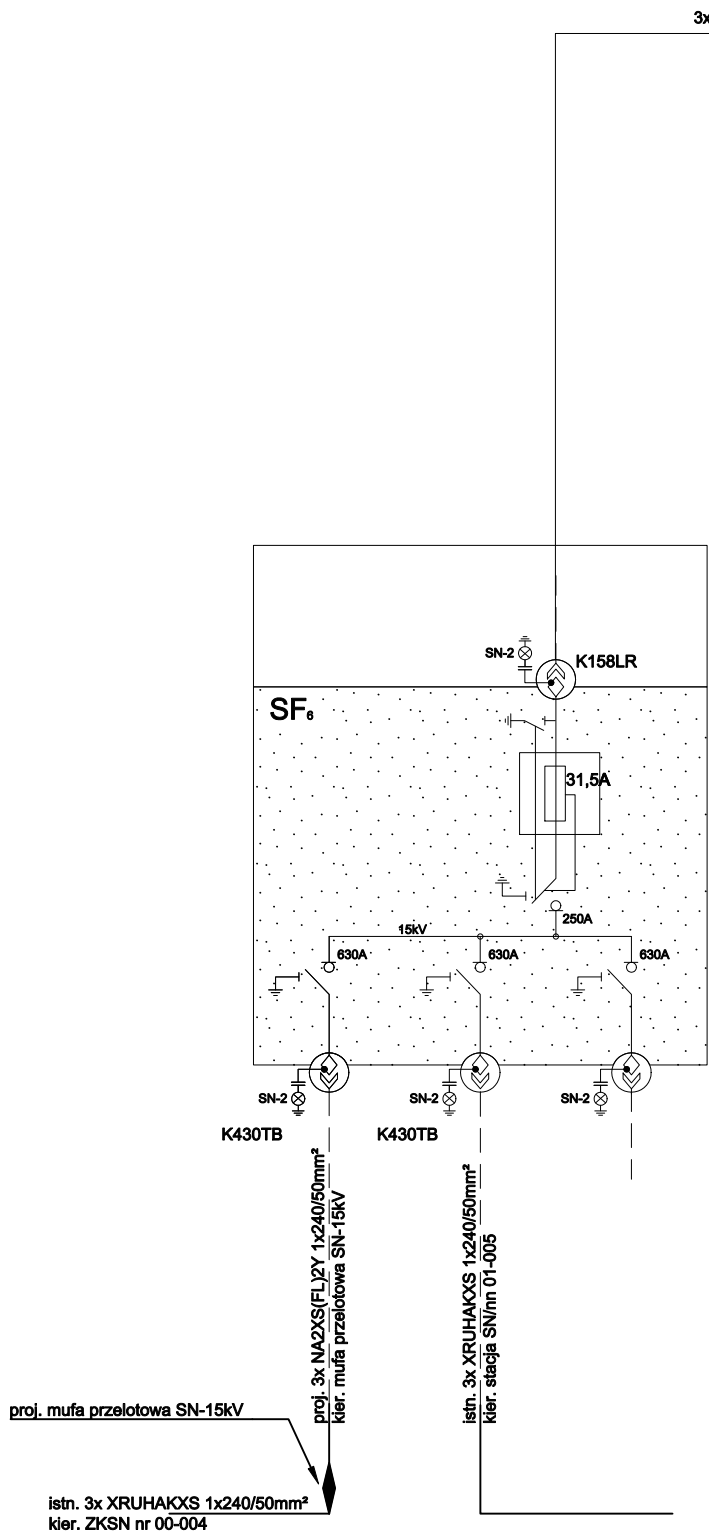 3x
SN-2
K158LR
SF₆
31,5A
250A
15kV
630A
630A
630A
SN-2
SN-2
SN-2
K430TB
K430TB
proj. 3x NA2XS(FL)2Y 1x240/50mm²
kier. mufa przelotowa SN-15kV
istn. 3x XRUHAKXS 1x240/50mm²
kier. stacja SN/nn 01-005
proj. mufa przelotowa SN-15kV
istn. 3x XRUHAKXS 1x240/50mm²
kier. ZKSN nr 00-004